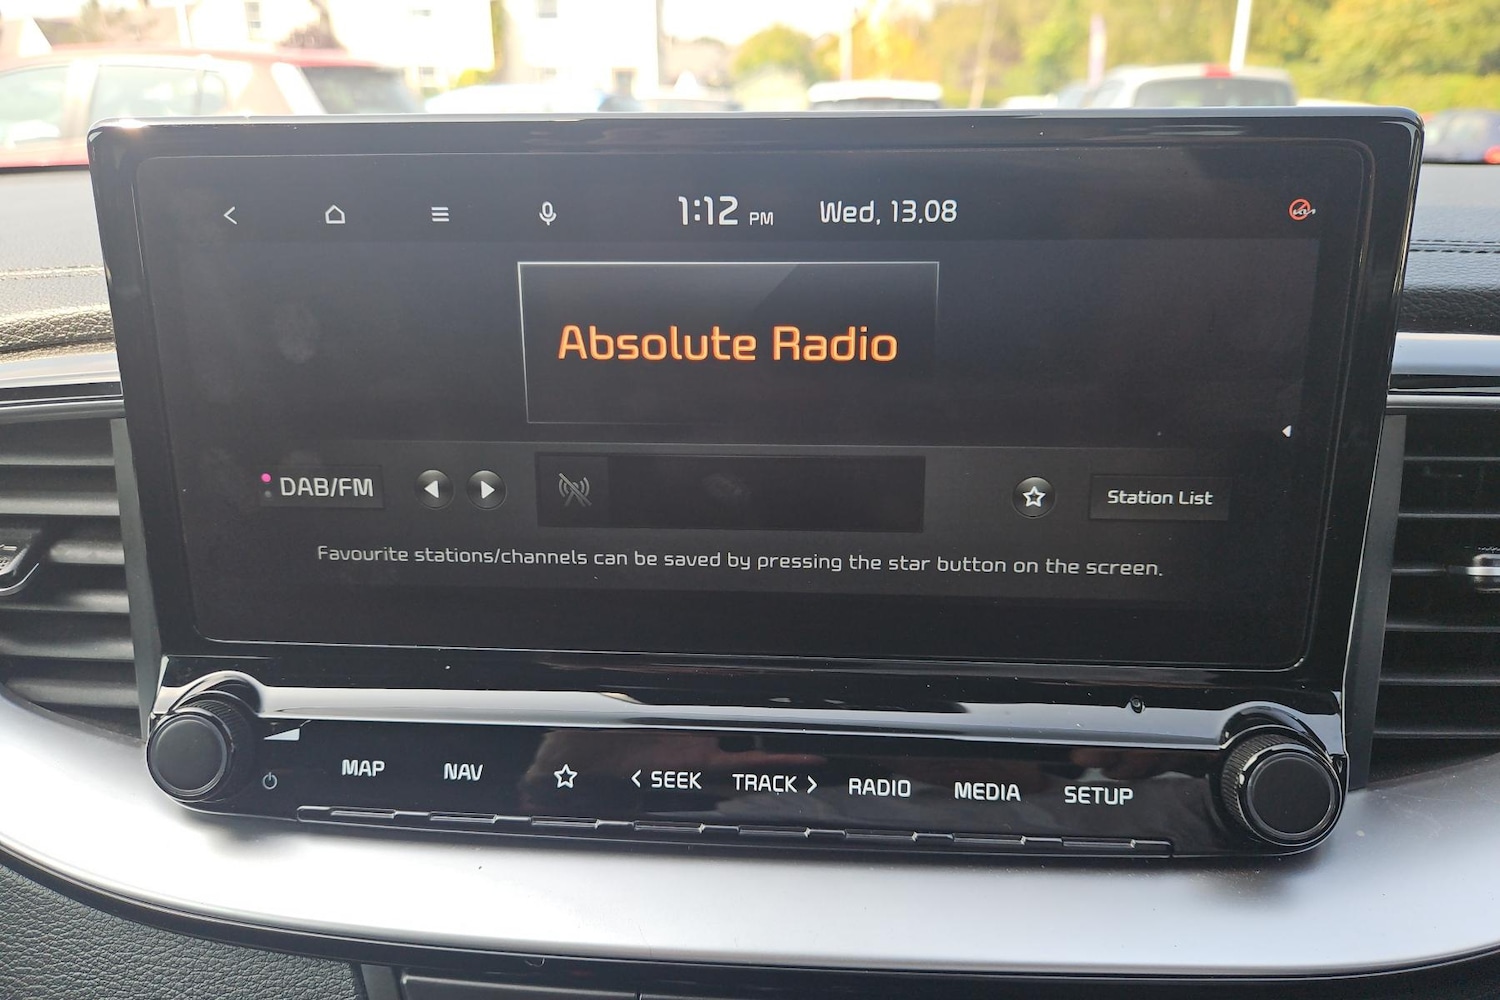 1:12 PM Wed, 13.08
Absolute Radio
DAB/FM
Station List
Favourite stations/channels can be saved by pressing the star button on the screen.
MAP NAV < SEEK TRACK > RADIO MEDIA SETUP